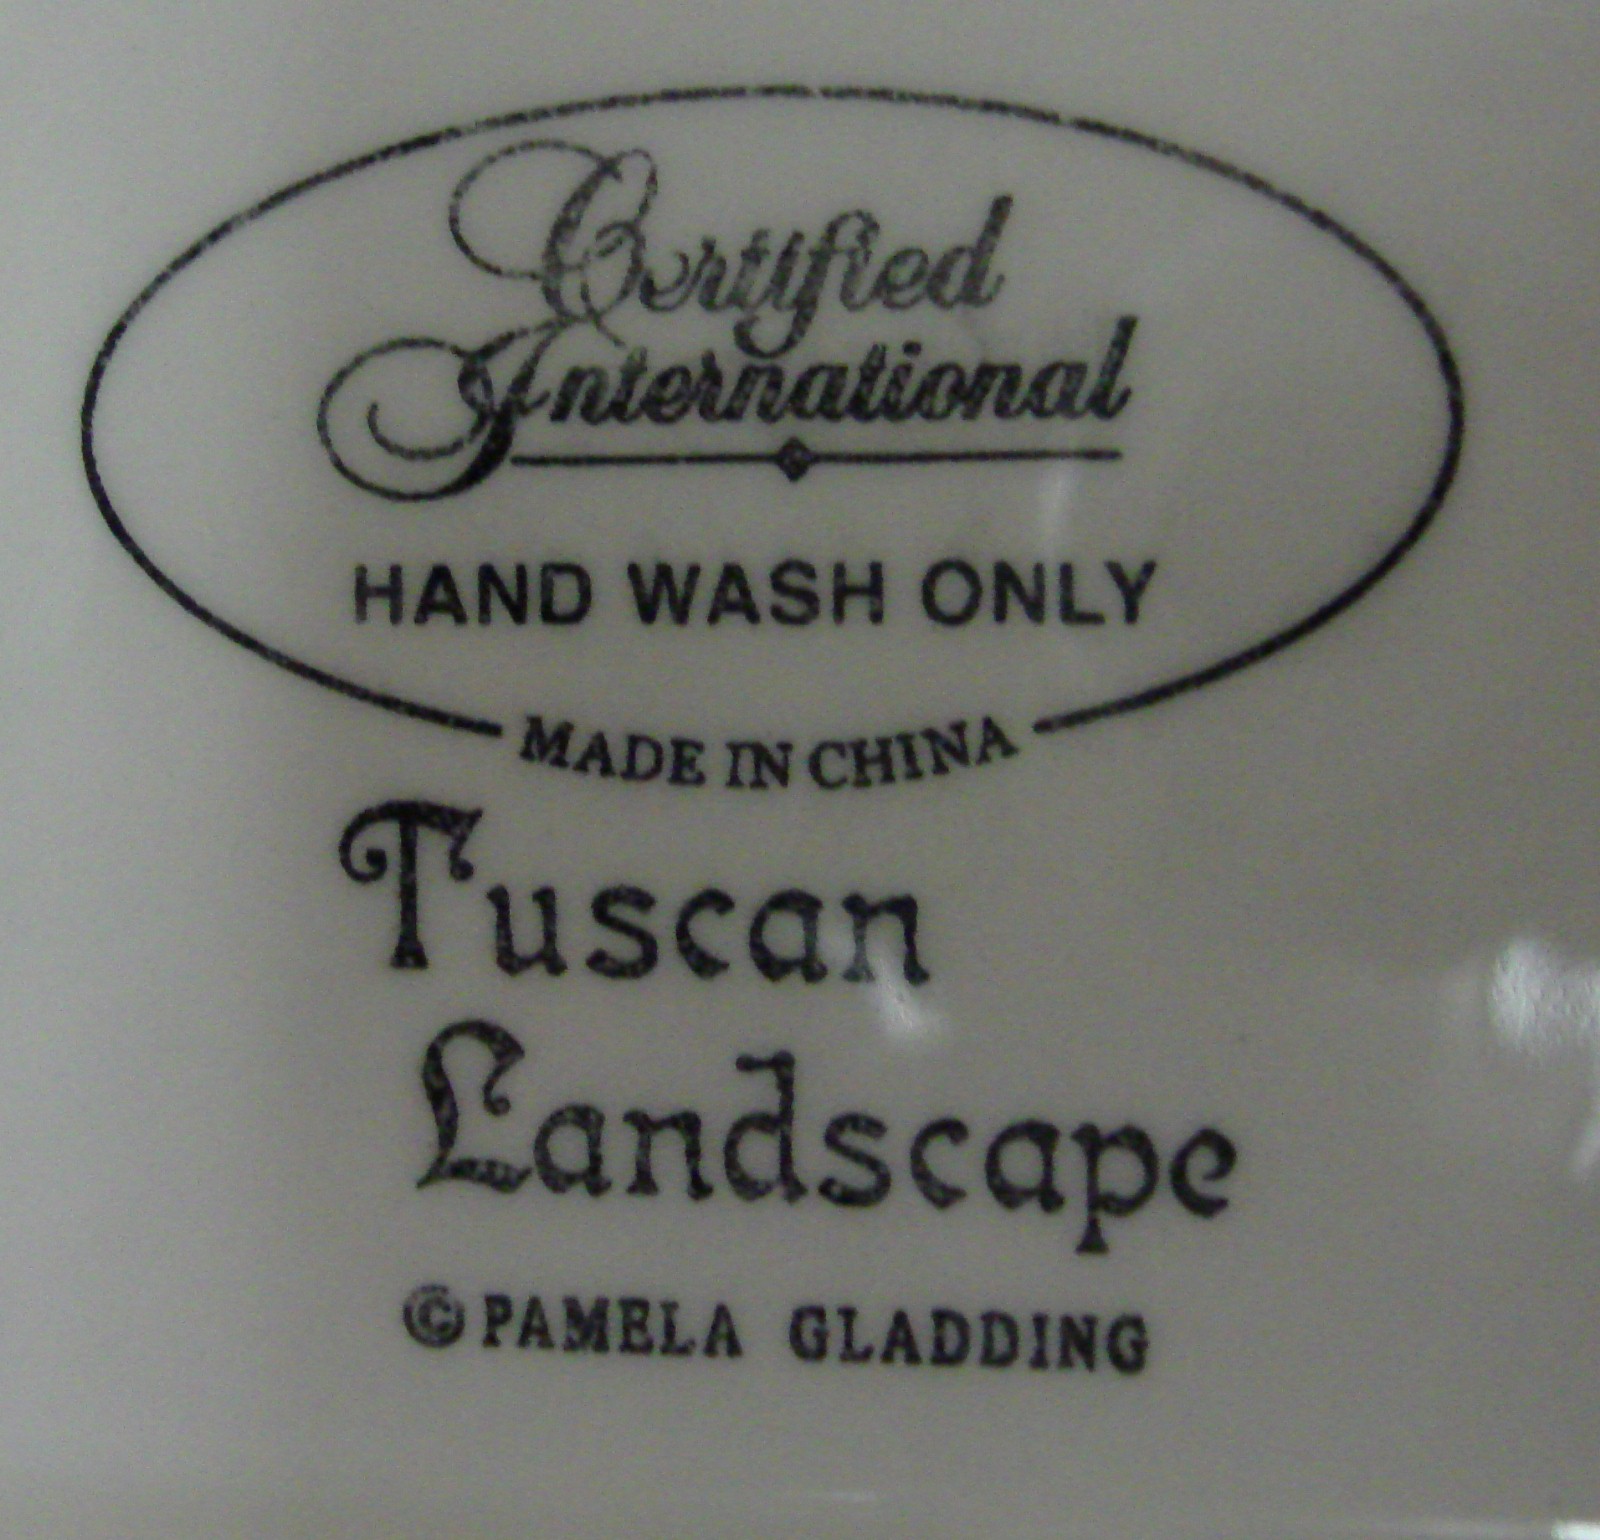 Certified
International
HAND WASH ONLY
MADE IN CHINA
Tuscan
Landscape
© PAMELA GLADDING